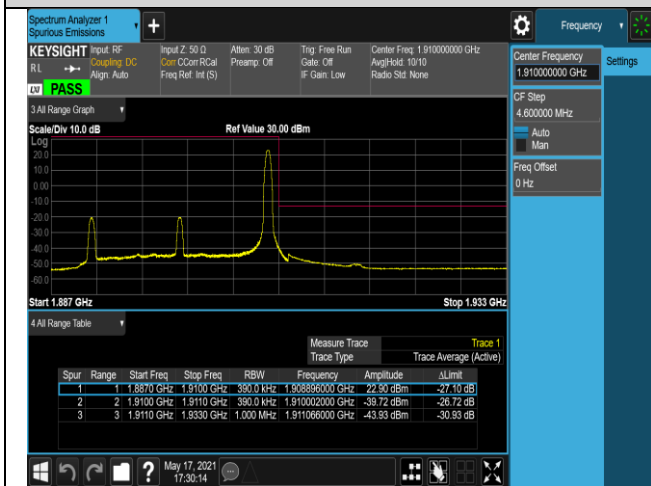 Spectrum Analyzer 1
Spurious Emissions
Frequency
KEYSIGHT Input: RF Input Z: 50 Ω Atten: 30 dB Trig: Free Run Center Freq: 1.910000000 GHz
RL Coupling: DC Corr CCorr RCal Preamp: Off Gate: Off Avg|Hold: 10/10
Align: Auto Freq Ref: Int (S) IF Gain: Low Radio Std: None
LXI PASS
Center Frequency
1.910000000 GHz
Settings
CF Step
4.600000 MHz
Auto
Man
Freq Offset
0 Hz
3 All Range Graph
Scale/Div 10.0 dB Ref Value 30.00 dBm
Log
20.0
10.0
0.00
-10.0
-20.0
-30.0
-40.0
-50.0
-60.0
Start 1.887 GHz Stop 1.933 GHz
4 All Range Table
Measure Trace Trace 1
Trace Type Trace Average (Active)
Spur Range Start Freq Stop Freq RBW Frequency Amplitude ΔLimit
1 1 1.8870 GHz 1.9100 GHz 390.0 kHz 1.908896000 GHz 22.90 dBm -27.10 dB
2 2 1.9100 GHz 1.9110 GHz 390.0 kHz 1.910002000 GHz -39.72 dBm -26.72 dB
3 3 1.9110 GHz 1.9330 GHz 1.000 MHz 1.911066000 GHz -43.93 dBm -30.93 dB
May 17, 2021
17:30:14